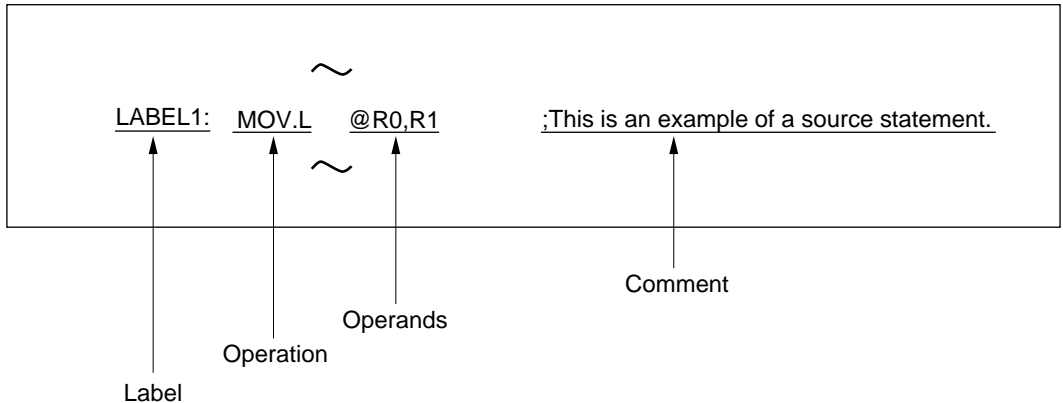 LABEL1: MOV.L @R0,R1 ;This is an example of a source statement.
Comment
Operands
Operation
Label